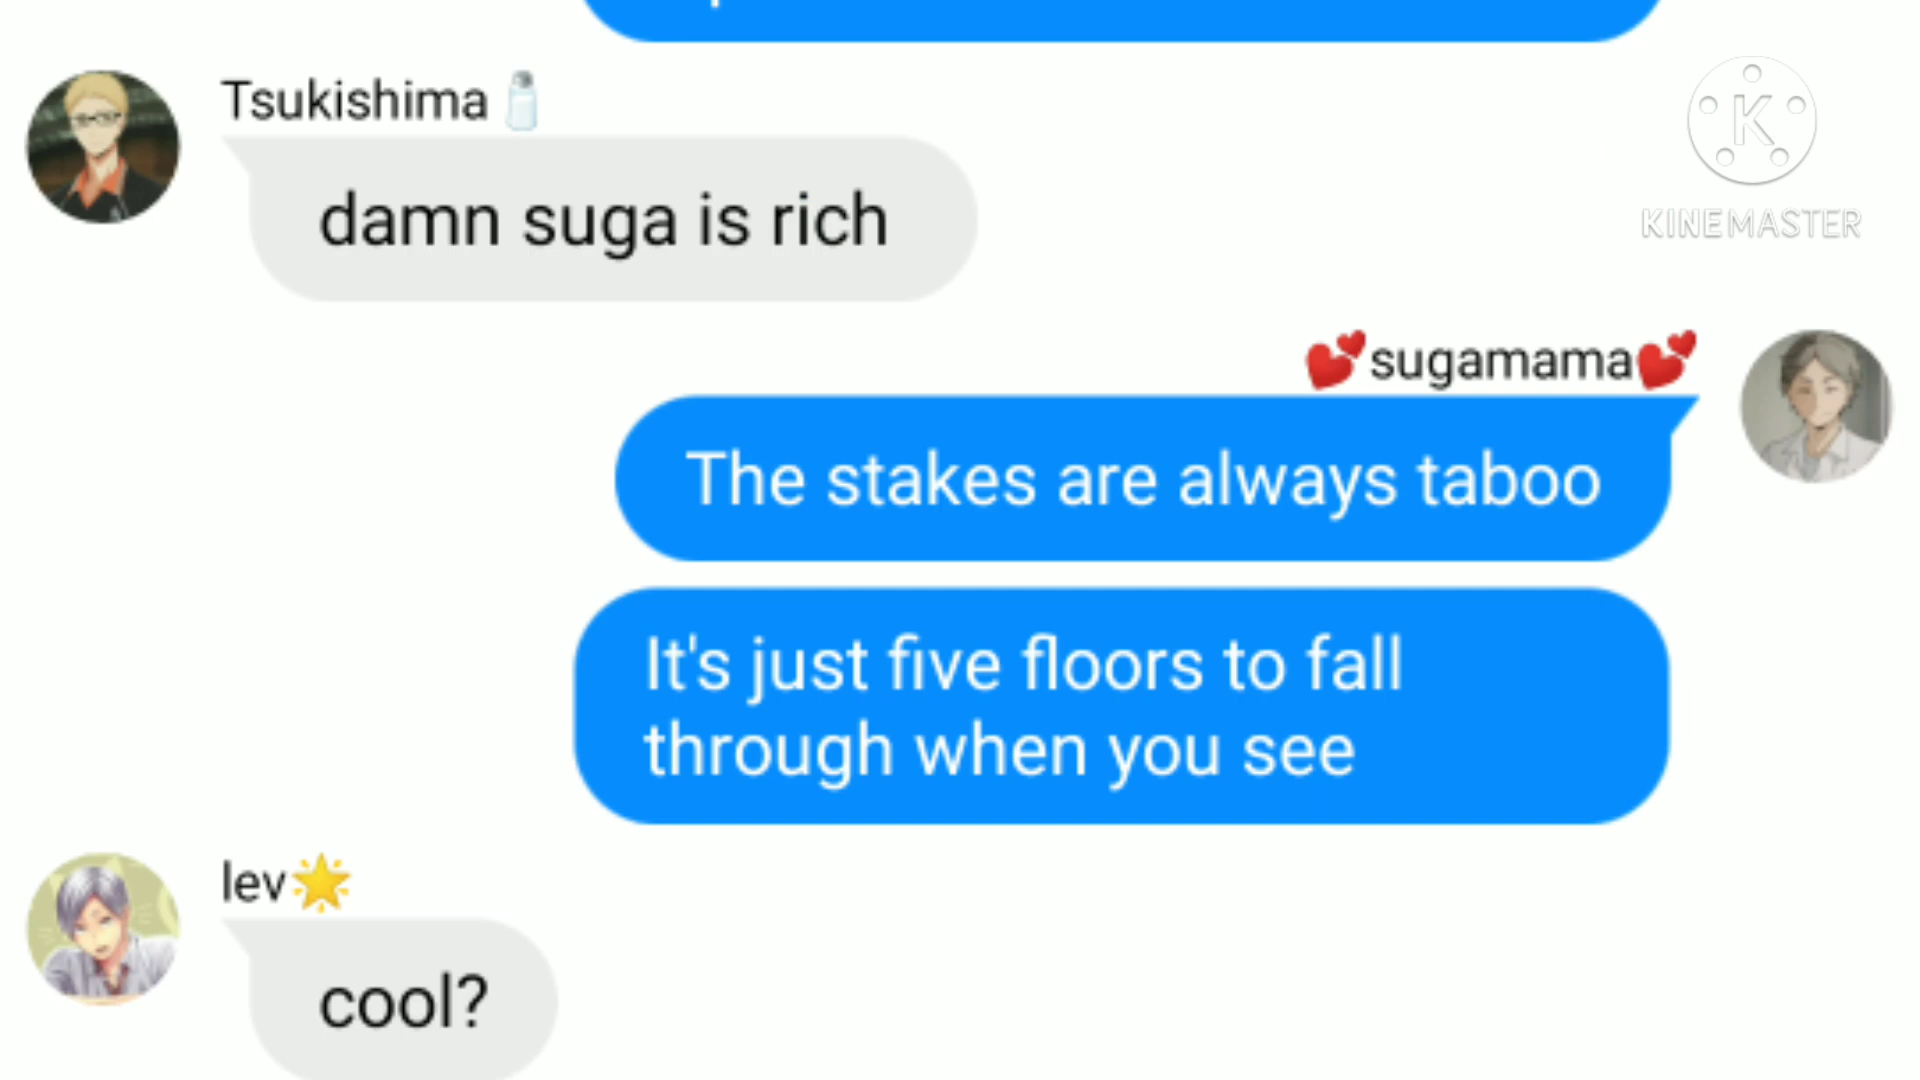 Tsukishima🧂
damn suga is rich
KINEMASTER
💕sugamama💕
The stakes are always taboo
It's just five floors to fall
through when you see
lev🌟
cool?